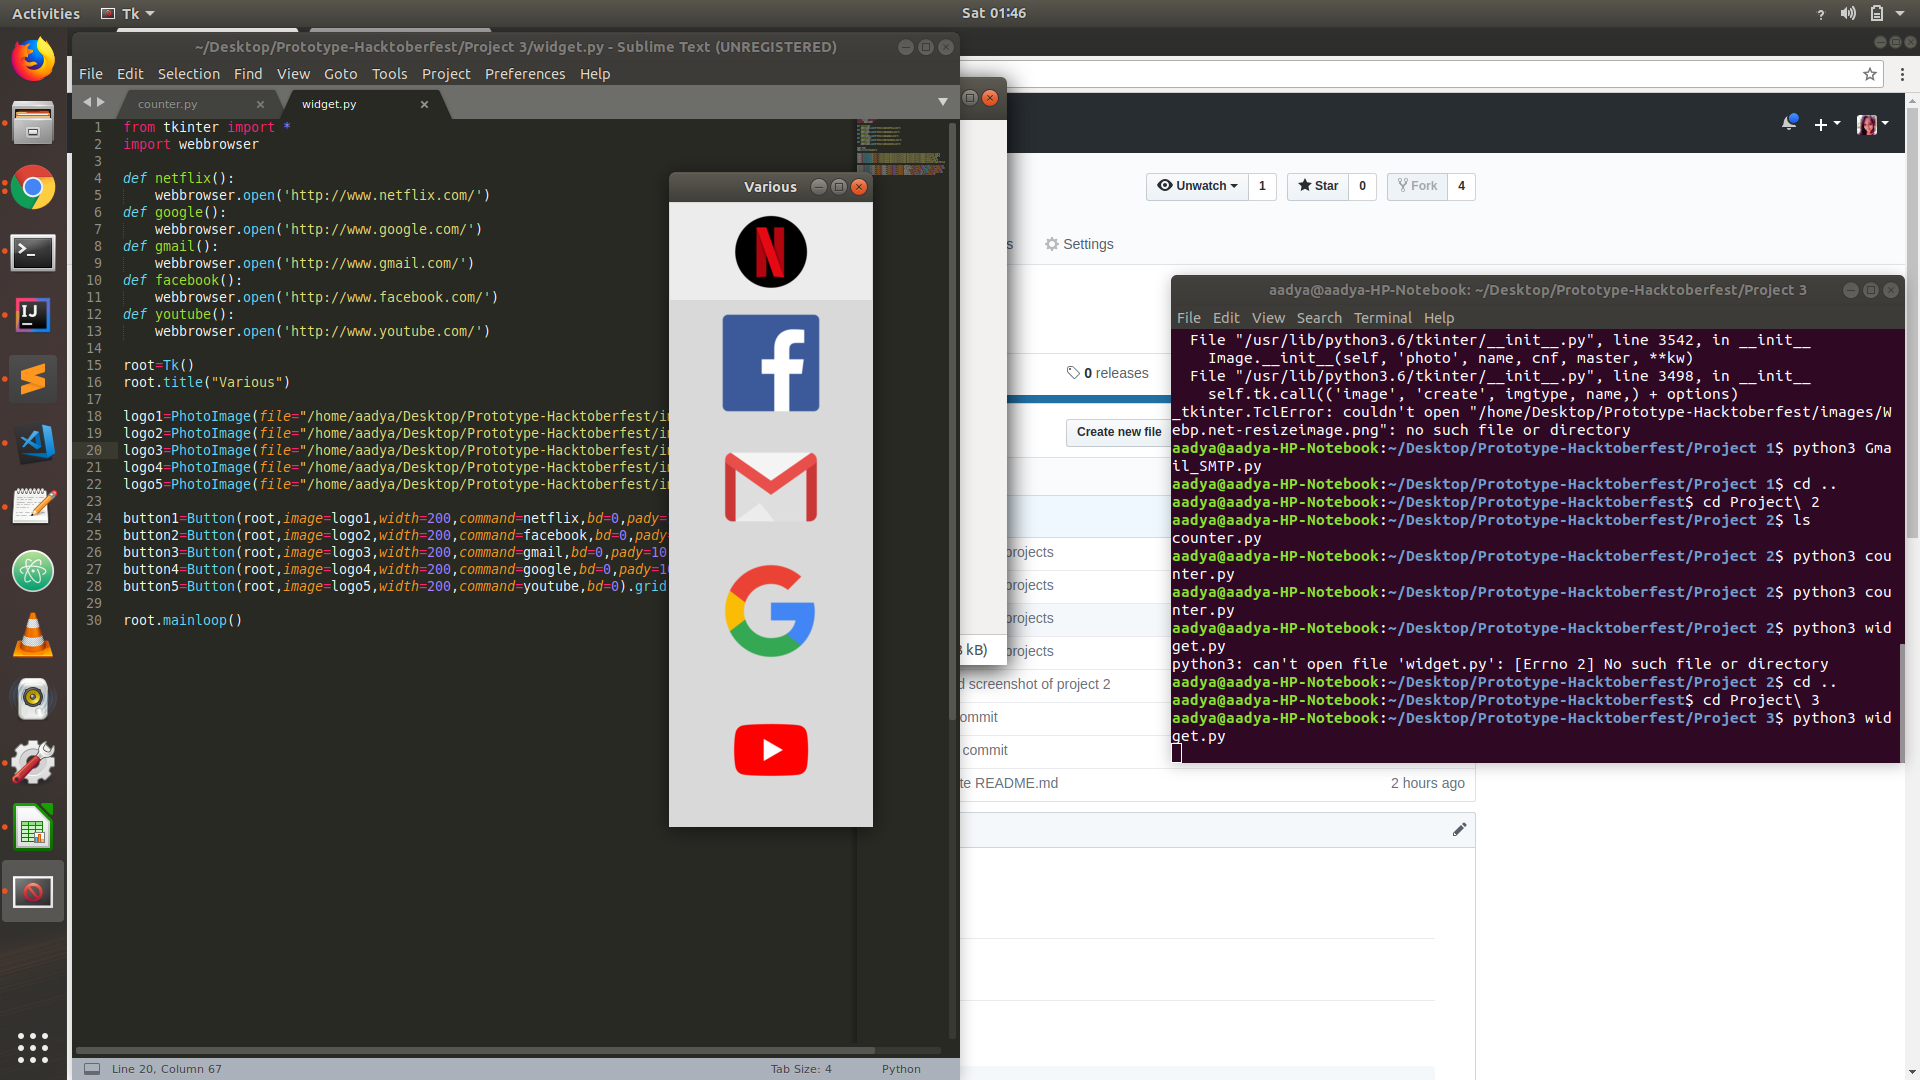 Activities
Tk
Sat 01:46
?
~/Desktop/Prototype-Hacktoberfest/Project 3/widget.py - Sublime Text (UNREGISTERED)
File Edit Selection Find View Goto Tools Project Preferences Help
counter.py
widget.py
1 from tkinter import *
2 import webbrowser
3
4 def netflix():
5 webbrowser.open('http://www.netflix.com/')
6 def google():
7 webbrowser.open('http://www.google.com/')
8 def gmail():
9 webbrowser.open('http://www.gmail.com/')
10 def facebook():
11 webbrowser.open('http://www.facebook.com/')
12 def youtube():
13 webbrowser.open('http://www.youtube.com/')
14
15 root=Tk()
16 root.title("Various")
17
18 logo1=PhotoImage(file="/home/aadya/Desktop/Prototype-Hacktoberfest/i
19 logo2=PhotoImage(file="/home/aadya/Desktop/Prototype-Hacktoberfest/i
20 logo3=PhotoImage(file="/home/aadya/Desktop/Prototype-Hacktoberfest/i
21 logo4=PhotoImage(file="/home/aadya/Desktop/Prototype-Hacktoberfest/i
22 logo5=PhotoImage(file="/home/aadya/Desktop/Prototype-Hacktoberfest/i
23
24 button1=Button(root,image=logo1,width=200,command=netflix,bd=0,pady=
25 button2=Button(root,image=logo2,width=200,command=facebook,bd=0,pady=
26 button3=Button(root,image=logo3,width=200,command=gmail,bd=0,pady=10
27 button4=Button(root,image=logo4,width=200,command=google,bd=0,pady=10
28 button5=Button(root,image=logo5,width=200,command=youtube,bd=0).grid
29
30 root.mainloop()
Line 20, Column 67
Tab Size: 4
Python
Various
N
f
G
Unwatch 1
Star 0
Fork 4
s
Settings
0 releases
Create new file
rojects
rojects
rojects
rojects
kB)
d screenshot of project 2
ommit
commit
te README.md
2 hours ago
aadya@aadya-HP-Notebook: ~/Desktop/Prototype-Hacktoberfest/Project 3
File Edit View Search Terminal Help
File "/usr/lib/python3.6/tkinter/__init__.py", line 3542, in __init__
Image.__init__(self, 'photo', name, cnf, master, **kw)
File "/usr/lib/python3.6/tkinter/__init__.py", line 3498, in __init__
self.tk.call(('image', 'create', imgtype, name,) + options)
_tkinter.TclError: couldn't open "/home/Desktop/Prototype-Hacktoberfest/images/W
ebp.net-resizeimage.png": no such file or directory
aadya@aadya-HP-Notebook:~/Desktop/Prototype-Hacktoberfest/Project 1$ python3 Gma
il_SMTP.py
aadya@aadya-HP-Notebook:~/Desktop/Prototype-Hacktoberfest/Project 1$ cd ..
aadya@aadya-HP-Notebook:~/Desktop/Prototype-Hacktoberfest$ cd Project\ 2
aadya@aadya-HP-Notebook:~/Desktop/Prototype-Hacktoberfest/Project 2$ ls
counter.py
aadya@aadya-HP-Notebook:~/Desktop/Prototype-Hacktoberfest/Project 2$ python3 cou
nter.py
aadya@aadya-HP-Notebook:~/Desktop/Prototype-Hacktoberfest/Project 2$ python3 cou
nter.py
aadya@aadya-HP-Notebook:~/Desktop/Prototype-Hacktoberfest/Project 2$ python3 wid
get.py
python3: can't open file 'widget.py': [Errno 2] No such file or directory
aadya@aadya-HP-Notebook:~/Desktop/Prototype-Hacktoberfest/Project 2$ cd ..
aadya@aadya-HP-Notebook:~/Desktop/Prototype-Hacktoberfest$ cd Project\ 3
aadya@aadya-HP-Notebook:~/Desktop/Prototype-Hacktoberfest/Project 3$ python3 wid
get.py